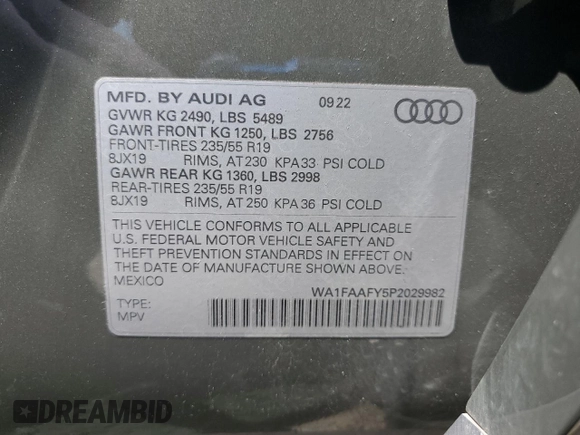 MFD. BY AUDI AG 09 22
GVWR KG 2490, LBS 5489
GAWR FRONT KG 1250, LBS 2756
FRONT-TIRES 235/55 R19
8JX19 RIMS, AT 230 KPA 33 PSI COLD
GAWR REAR KG 1360, LBS 2998
REAR-TIRES 235/55 R19
8JX19 RIMS, AT 250 KPA 36 PSI COLD
THIS VEHICLE CONFORMS TO ALL APPLICABLE
U.S. FEDERAL MOTOR VEHICLE SAFETY AND
THEFT PREVENTION STANDARDS IN EFFECT ON
THE DATE OF MANUFACTURE SHOWN ABOVE.
MEXICO
WA1FAAFY5P2029982
TYPE:
MPV
DREAMBID